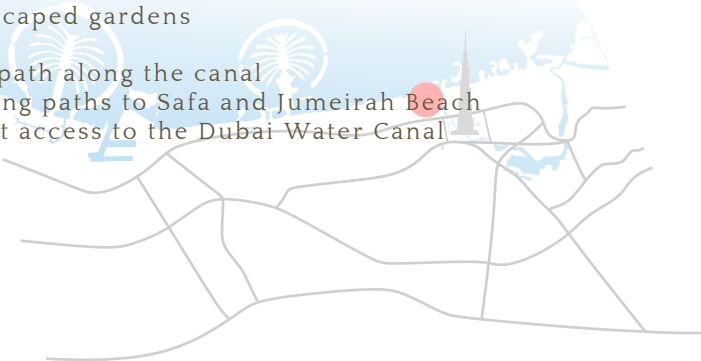 caped gardens
path along the canal
ng paths to Safa and Jumeirah Beach
t access to the Dubai Water Canal